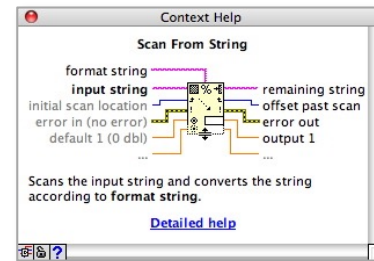 Context Help
Scan From String
format string
input string
initial scan location
error in (no error)
default 1 (0 dbl)
...
remaining string
offset past scan
error out
output 1
...
Scans the input string and converts the string
according to format string.
Detailed help
?